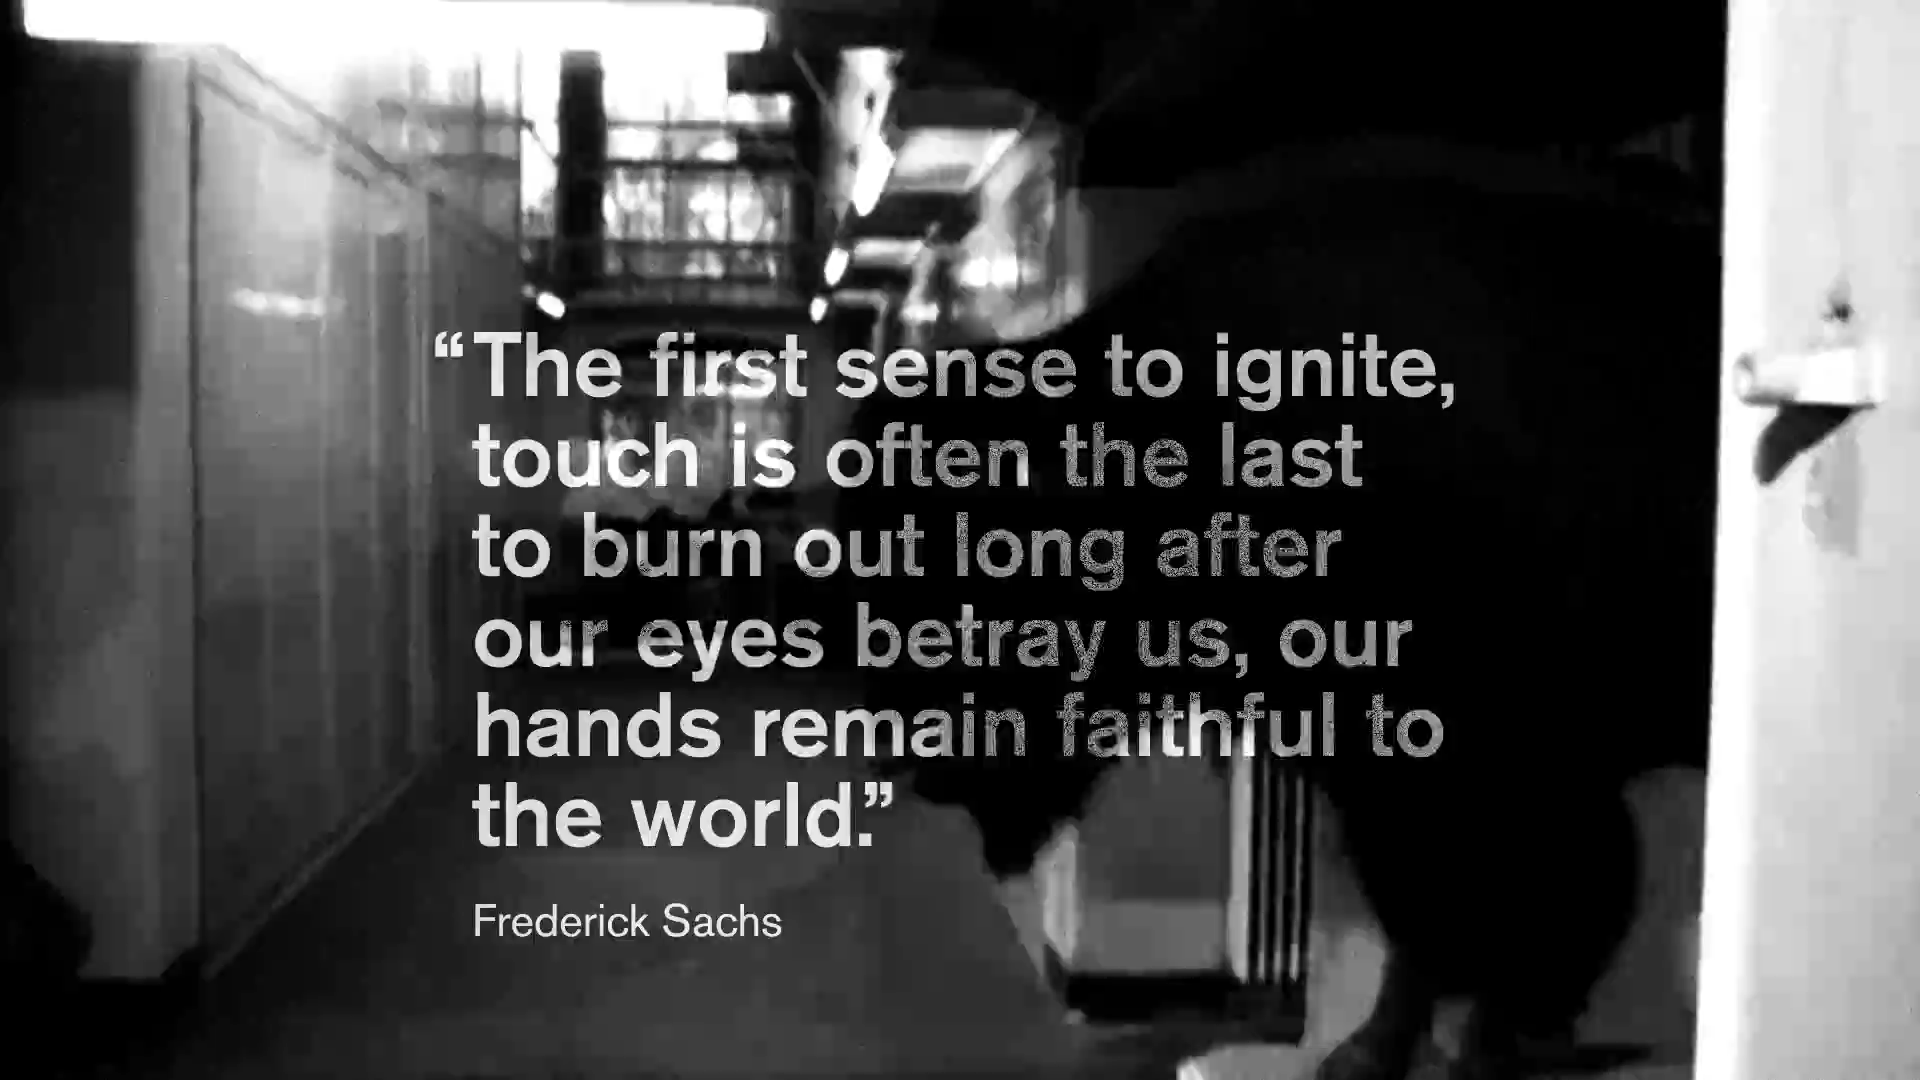 “The first sense to ignite,
touch is often the last
to burn out long after
our eyes betray us, our
hands remain faithful to
the world.”
Frederick Sachs